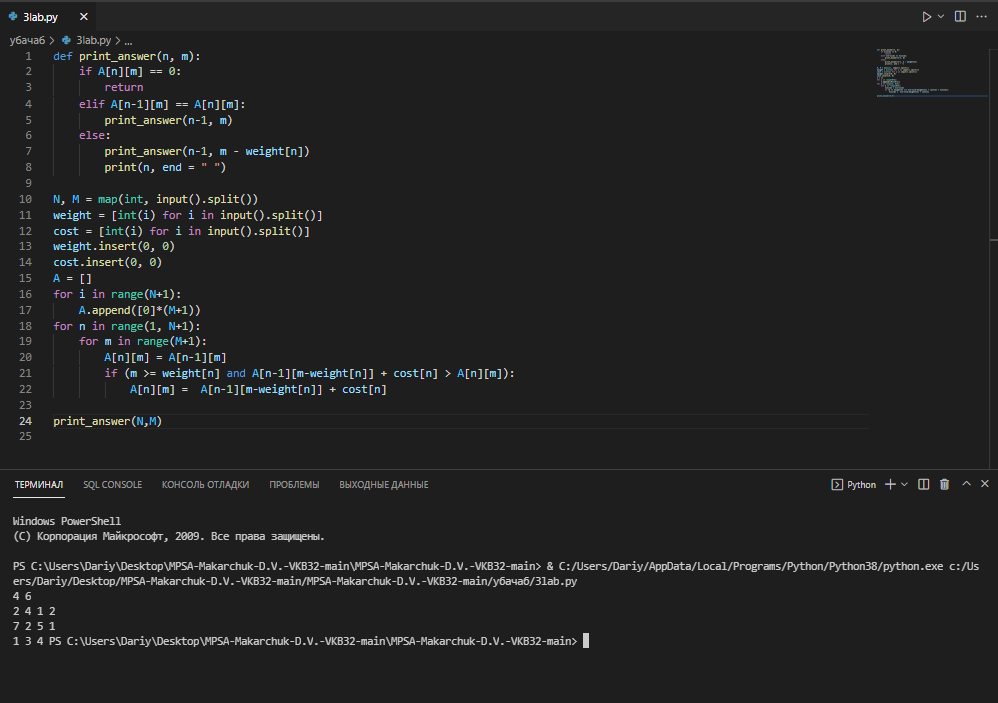 3lab.py
убачаб > 3lab.py > ...
1 def print_answer(n, m):
2     if A[n][m] == 0:
3         return
4     elif A[n-1][m] == A[n][m]:
5         print_answer(n-1, m)
6     else:
7         print_answer(n-1, m - weight[n])
8         print(n, end = " ")
9
10 N, M = map(int, input().split())
11 weight = [int(i) for i in input().split()]
12 cost = [int(i) for i in input().split()]
13 weight.insert(0, 0)
14 cost.insert(0, 0)
15 A = []
16 for i in range(N+1):
17     A.append([0]*(M+1))
18 for n in range(1, N+1):
19     for m in range(M+1):
20         A[n][m] = A[n-1][m]
21         if (m >= weight[n] and A[n-1][m-weight[n]] + cost[n] > A[n][m]):
22             A[n][m] =  A[n-1][m-weight[n]] + cost[n]
23
24 print_answer(N,M)
25
ТЕРМИНАЛ SQL CONSOLE КОНСОЛЬ ОТЛАДКИ ПРОБЛЕМЫ ВЫХОДНЫЕ ДАННЫЕ Python
Windows PowerShell
(C) Корпорация Майкрософт, 2009. Все права защищены.
PS C:\Users\Dariy\Desktop\MPSA-Makarchuk-D.V.-VKB32-main\MPSA-Makarchuk-D.V.-VKB32-main> & C:/Users/Dariy/AppData/Local/Programs/Python/Python38/python.exe c:/Us
ers/Dariy/Desktop/MPSA-Makarchuk-D.V.-VKB32-main/MPSA-Makarchuk-D.V.-VKB32-main/убачаб/3lab.py
4 6
2 4 1 2
7 2 5 1
1 3 4 PS C:\Users\Dariy\Desktop\MPSA-Makarchuk-D.V.-VKB32-main\MPSA-Makarchuk-D.V.-VKB32-main>